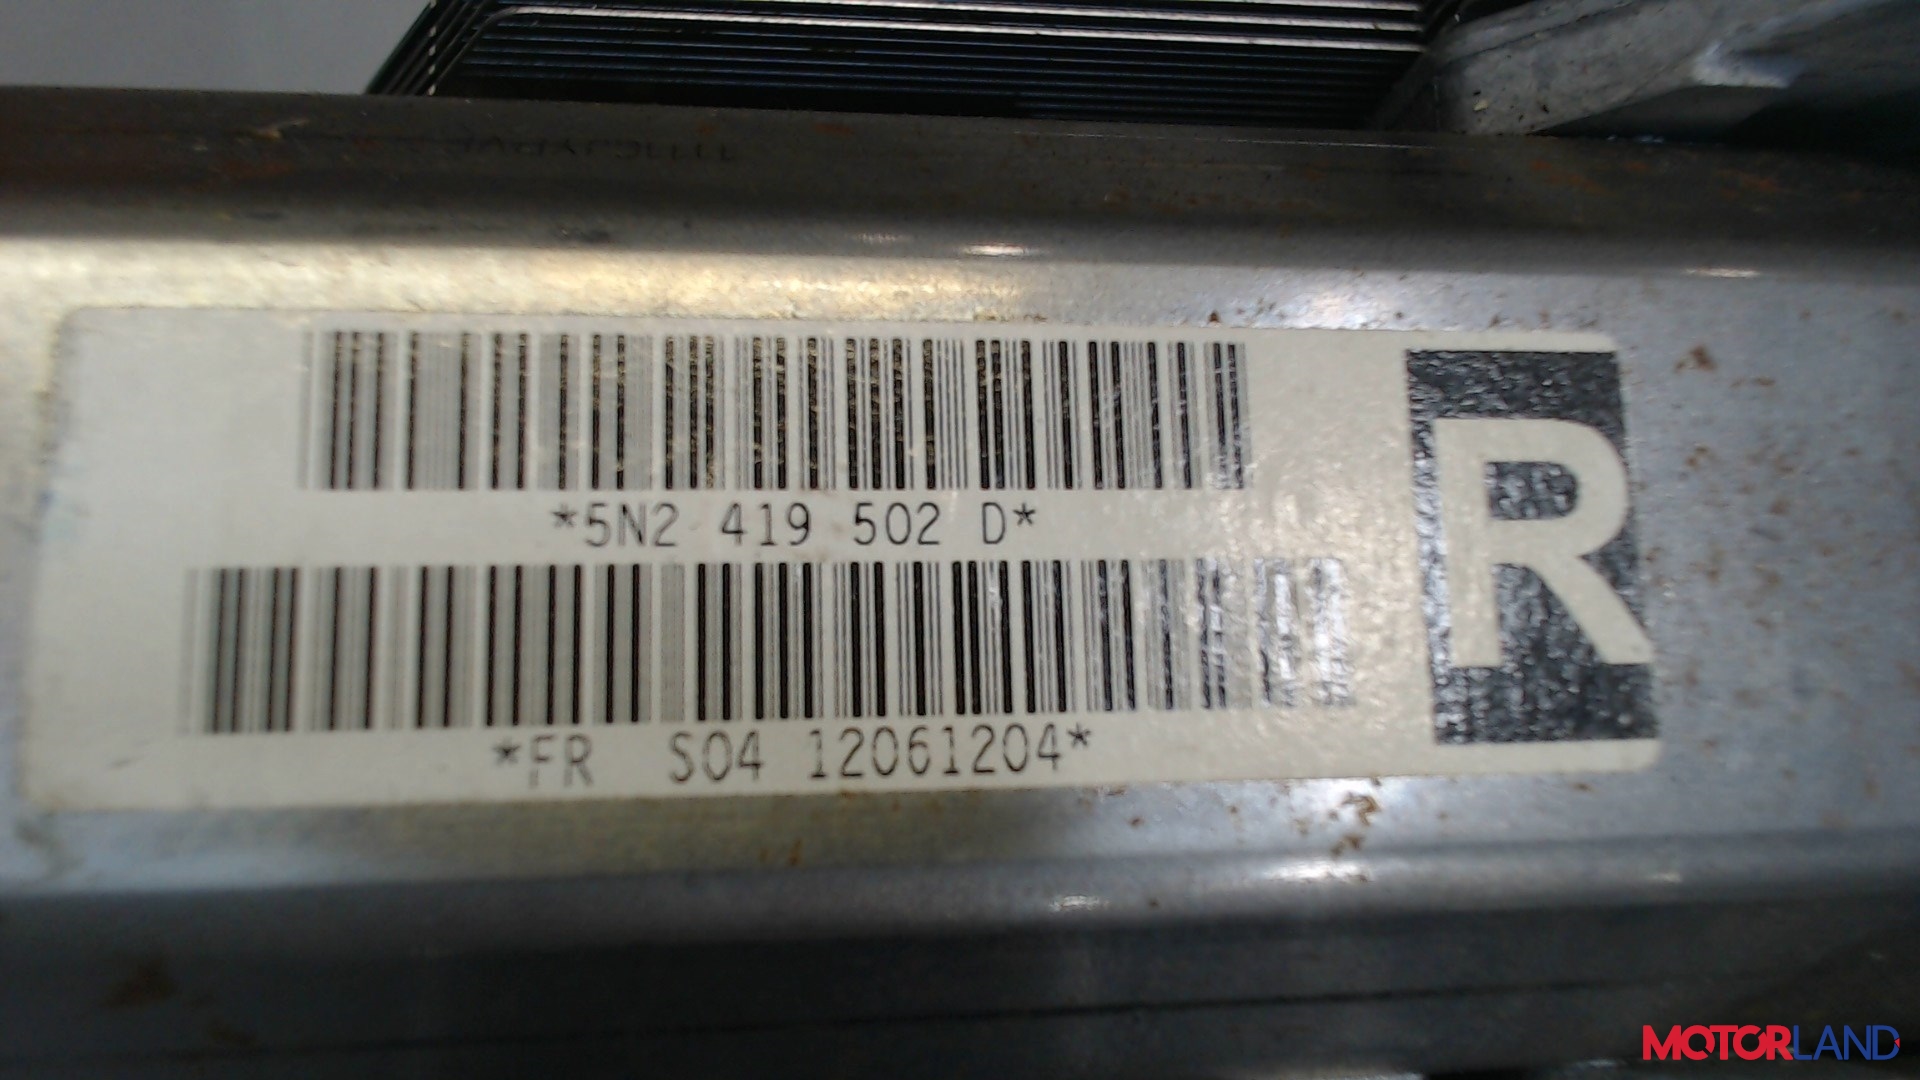 *5N2 419 502 D*
*FR S04 12061204*
R
MOTORLAND